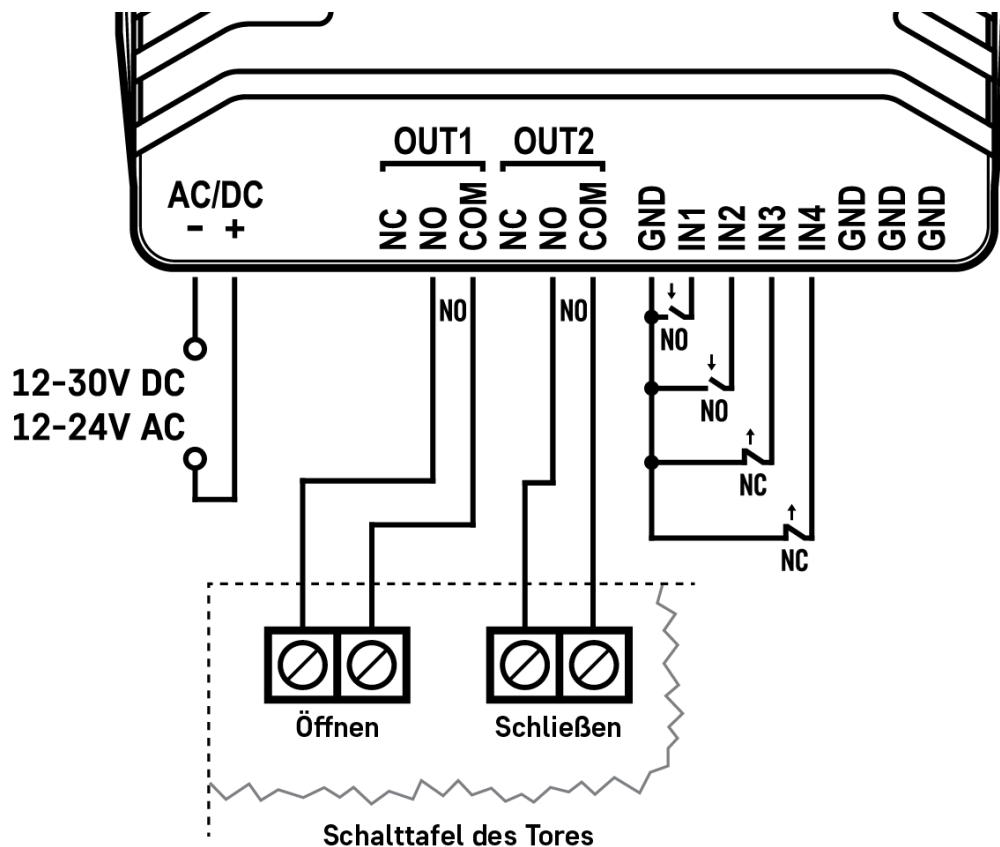 OUT1 OUT2
AC/DC
- +
NC NO COM NC NO COM GND IN1 IN2 IN3 IN4 GND GND GND
NO NO
NO
12-30V DC
12-24V AC
NO
NC
NC
Öffnen Schließen
Schalttafel des Tores